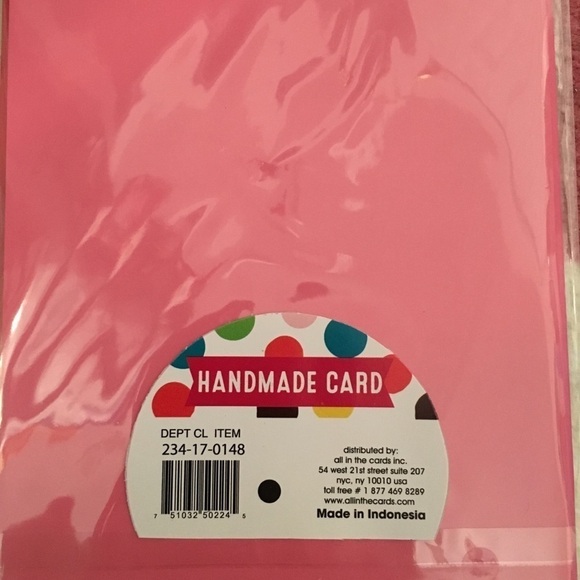 HANDMADE CARD
DEPT CL ITEM
234-17-0148
7 51032 50224 5
distributed by:
all in the cards inc.
54 west 21st street suite 207
nyc, ny 10010 usa
toll free # 1 877 469 8289
www.allinthecards.com
Made in Indonesia